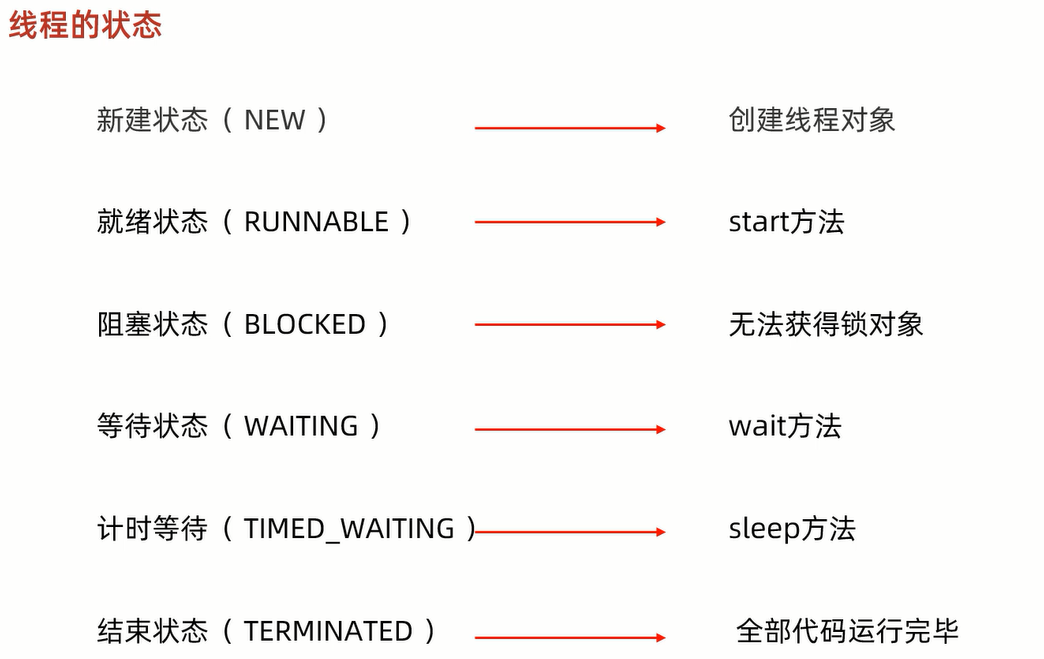 线程的状态
新建状态（ NEW ） 创建线程对象
就绪状态（ RUNNABLE ） start方法
阻塞状态（ BLOCKED ） 无法获得锁对象
等待状态（ WAITING ） wait方法
计时等待（ TIMED_WAITING ） sleep方法
结束状态（ TERMINATED ） 全部代码运行完毕